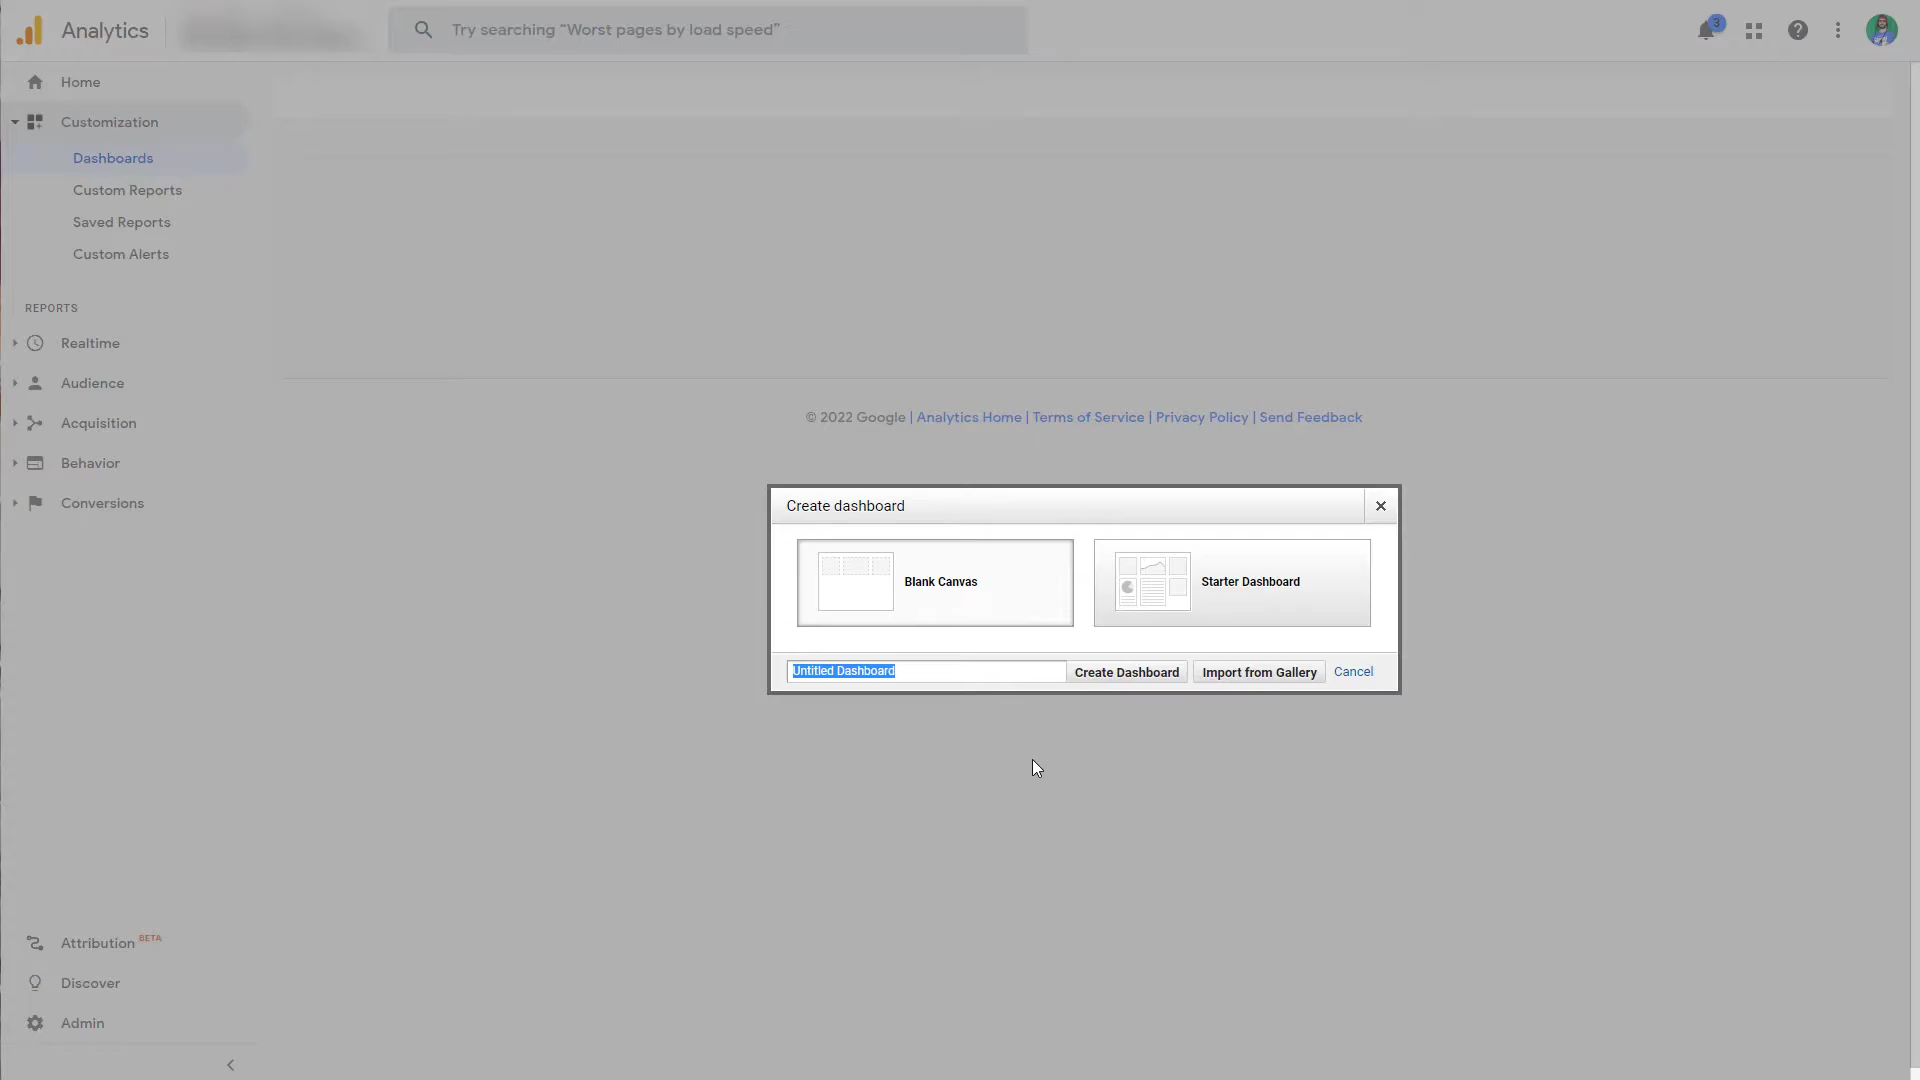 Analytics
Try searching “Worst pages by load speed”
3
Home
Customization
Dashboards
Custom Reports
Saved Reports
Custom Alerts
REPORTS
Realtime
Audience
Acquisition
Behavior
Conversions
© 2022 Google | Analytics Home | Terms of Service | Privacy Policy | Send Feedback
Create dashboard
Blank Canvas
Starter Dashboard
Untitled Dashboard Create Dashboard Import from Gallery Cancel
Attribution BETA
Discover
Admin